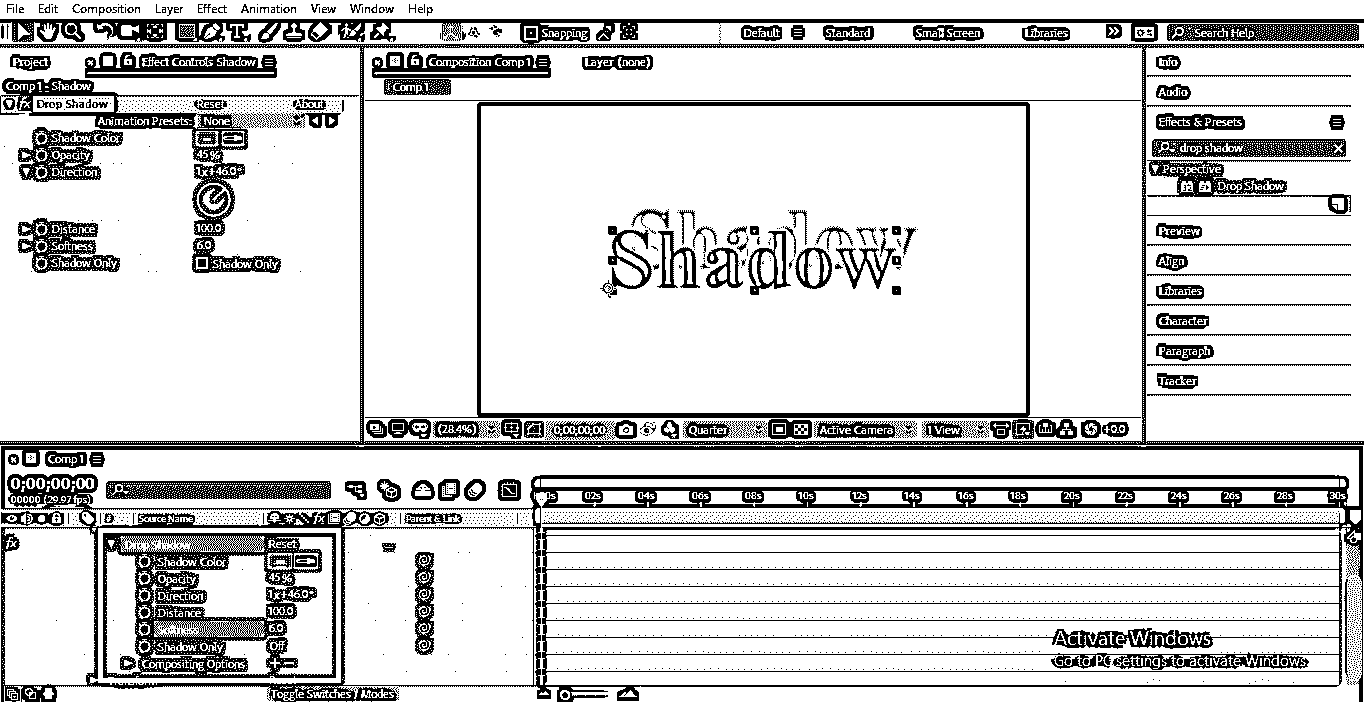 File Edit Composition Layer Effect Animation View Window Help
Snapping Default Standard Small Screen Libraries Search Help
Project Effect Controls Shadow
Comp 1 - Shadow
fx Drop Shadow Reset About
Animation Presets: None
Shadow Color
Opacity 45%
Direction 1x+46.0°
Distance 100.0
Softness 6.0
Shadow Only Shadow Only
Composition Comp 1 Layer (none)
Comp 1
Shadow
(28.4%) 0;00;00;00 Quarter Active Camera 1 View +0.0
Info
Audio
Effects & Presets
drop shadow
Perspective
Drop Shadow
Preview
Align
Libraries
Character
Paragraph
Tracker
Comp 1
0;00;00;00
00000 (29.97 fps)
02s 04s 06s 08s 10s 12s 14s 16s 18s 20s 22s 24s 26s 28s 30s
# Source Name Parent & Link
fx Drop Shadow Reset
Shadow Color
Opacity 45%
Direction 1x+46.0°
Distance 100.0
Softness 6.0
Shadow Only Off
Compositing Options + -
Toggle Switches / Modes
Activate Windows
Go to PC settings to activate Windows.